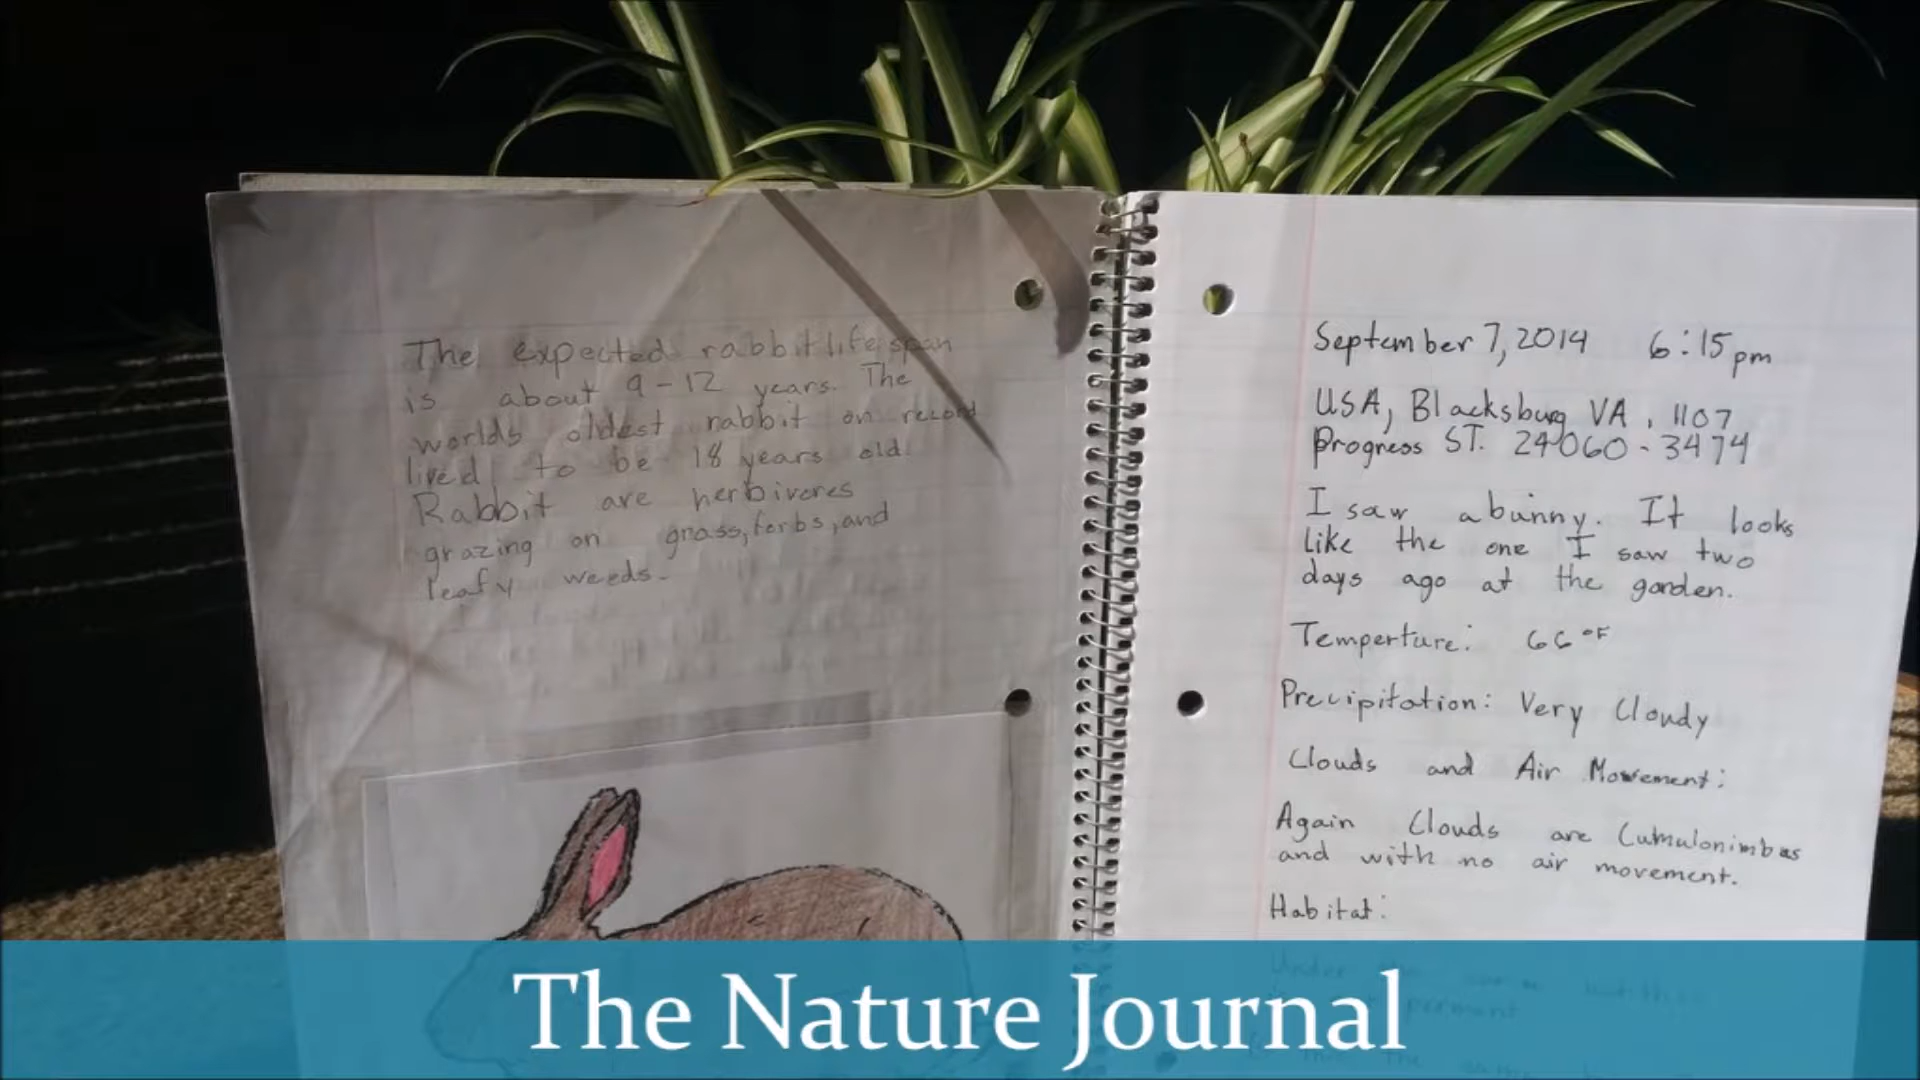 The expected rabbit life span
is about 9-12 years. The
worlds oldest rabbit on record
lived to be 18 years old.
Rabbit are herbiveres
grazing on grass, forbs, and
leafy weeds.
September 7, 2014 6:15 pm
USA, Blacksburg VA, 1107
Progress ST. 24060-3474
I saw a bunny. It looks
like the one I saw two
days ago at the garden.
Temperture: 66°F
Precipitation: Very Cloudy
Clouds and Air Movement:
Again Clouds are Cumulonimbus
and with no air movement.
Habitat:
Under the
The Nature Journal